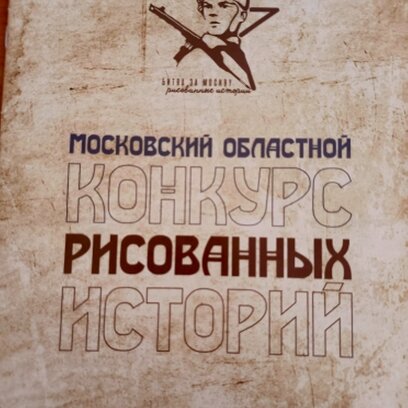 БИТВА ЗА МОСКВУ
рисованные истории
МОСКОВСКИЙ ОБЛАСТНОЙ
КОНКУРС
РИСОВАННЫХ
ИСТОРИЙ